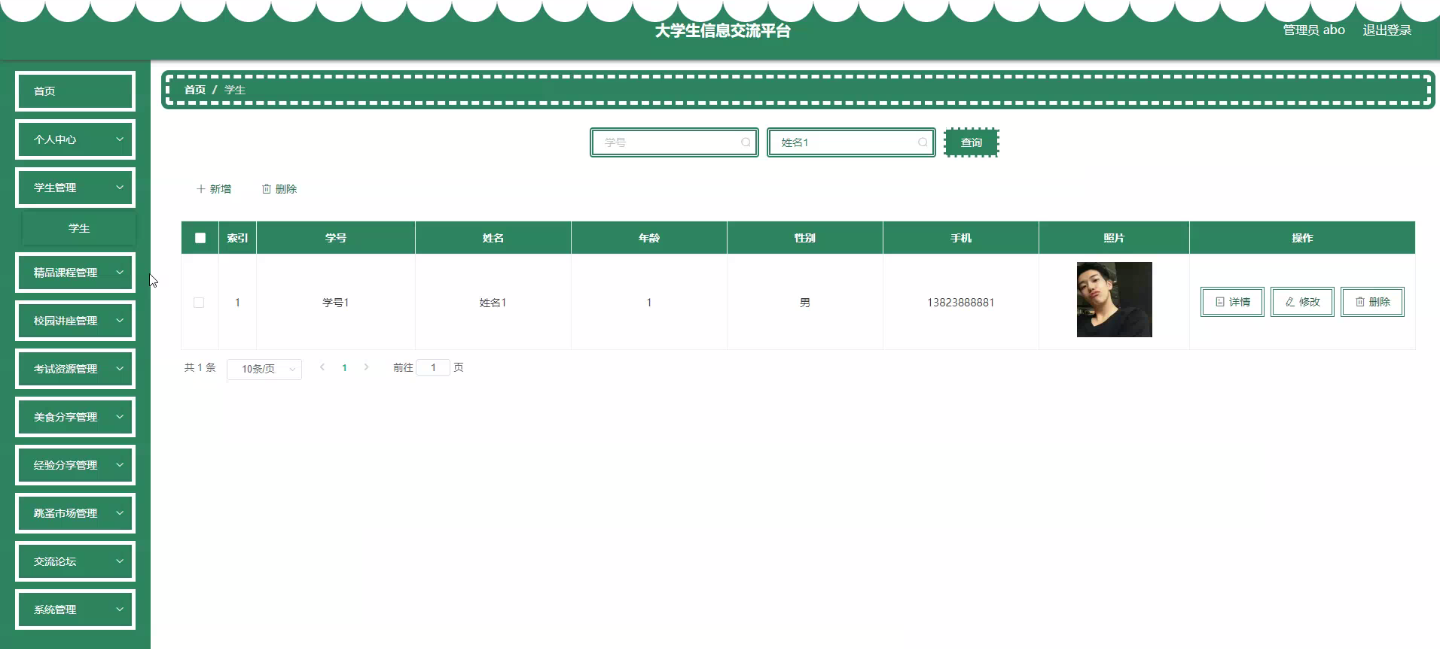 大学生信息交流平台
管理员 abo 退出登录
首页
个人中心
学生管理
学生
精品课程管理
校园讲座管理
考试资源管理
美食分享管理
经验分享管理
跳蚤市场管理
交流论坛
系统管理
首页 / 学生
学号 姓名1 查询
新增 删除
索引 学号 姓名 年龄 性别 手机 照片 操作
1 学号1 姓名1 1 男 13823888881 详情 修改 删除
共 1 条 10条/页 1 前往 1 页